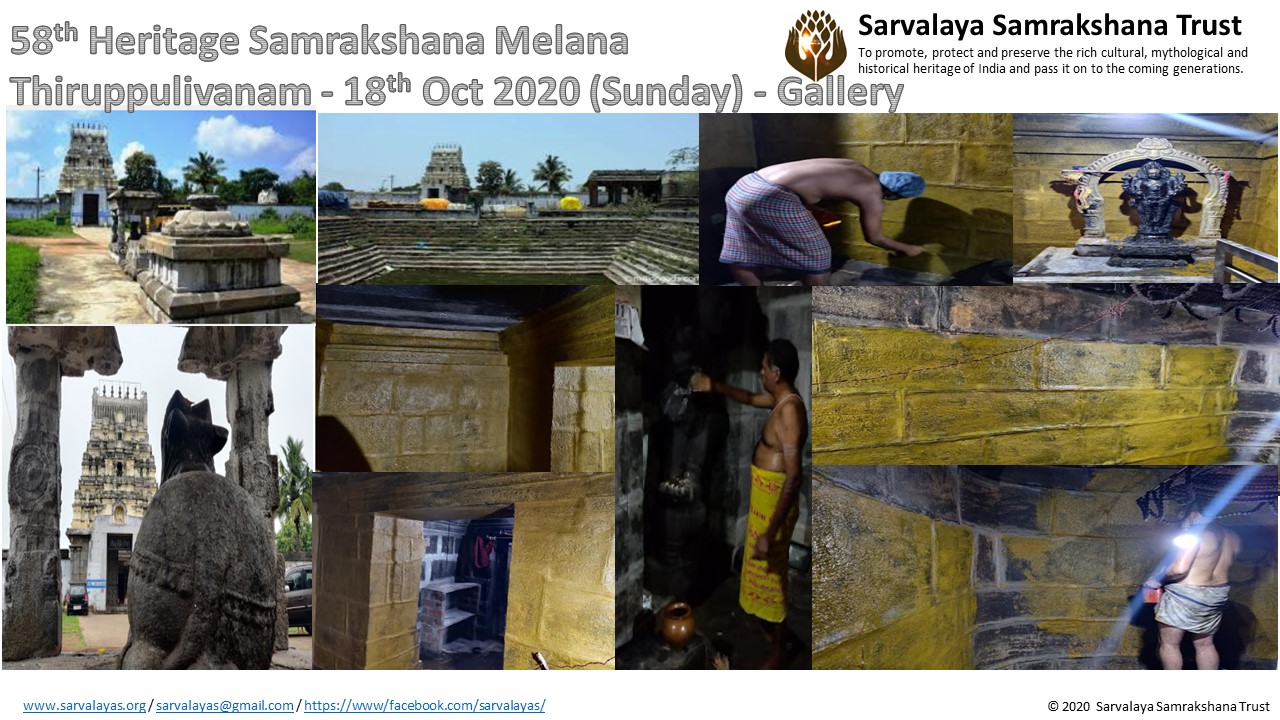 58th Heritage Samrakshana Melana
Thiruppulivanam - 18th Oct 2020 (Sunday) - Gallery
Sarvalaya Samrakshana Trust
To promote, protect and preserve the rich cultural, mythological and
historical heritage of India and pass it on to the coming generations.
www.sarvalayas.org / sarvalayas@gmail.com / https://www/facebook.com/sarvalayas/
© 2020 Sarvalaya Samrakshana Trust